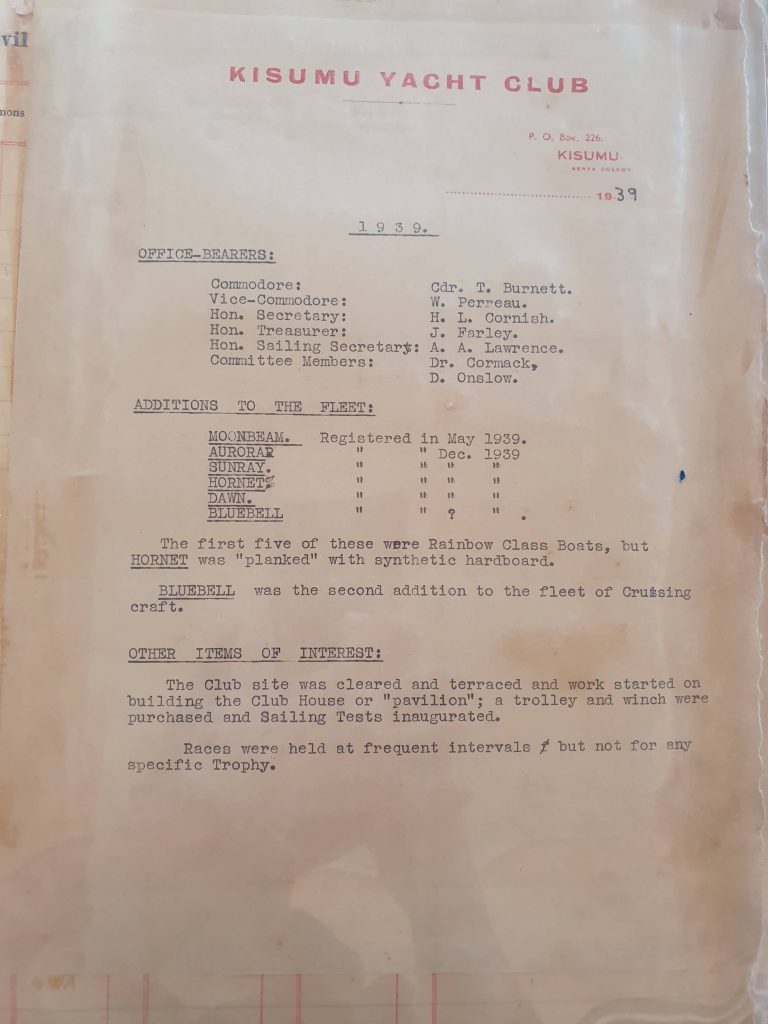 vil
mons
KISUMU YACHT CLUB
P. O. Box, 226.
KISUMU.
KENYA COLONY
1939
1 9 3 9.
OFFICE-BEARERS:
Commodore: Cdr. T. Burnett.
Vice-Commodore: W. Perreau.
Hon. Secretary: H. L. Cornish.
Hon. Treasurer: J. Farley.
Hon. Sailing Secretary: A. A. Lawrence.
Committee Members: Dr. Cormack,
D. Onslow.
ADDITIONS TO THE FLEET:
MOONBEAM. Registered in May 1939.
AURORA " " Dec. 1939
SUNRAY. " " " "
HORNET " " " "
DAWN. " " " "
BLUEBELL " " ? " .
The first five of these were Rainbow Class Boats, but
HORNET was "planked" with synthetic hardboard.
BLUEBELL was the second addition to the fleet of Cruising
craft.
OTHER ITEMS OF INTEREST:
The Club site was cleared and terraced and work started on
building the Club House or "pavilion"; a trolley and winch were
purchased and Sailing Tests inaugurated.
Races were held at frequent intervals but not for any
specific Trophy.